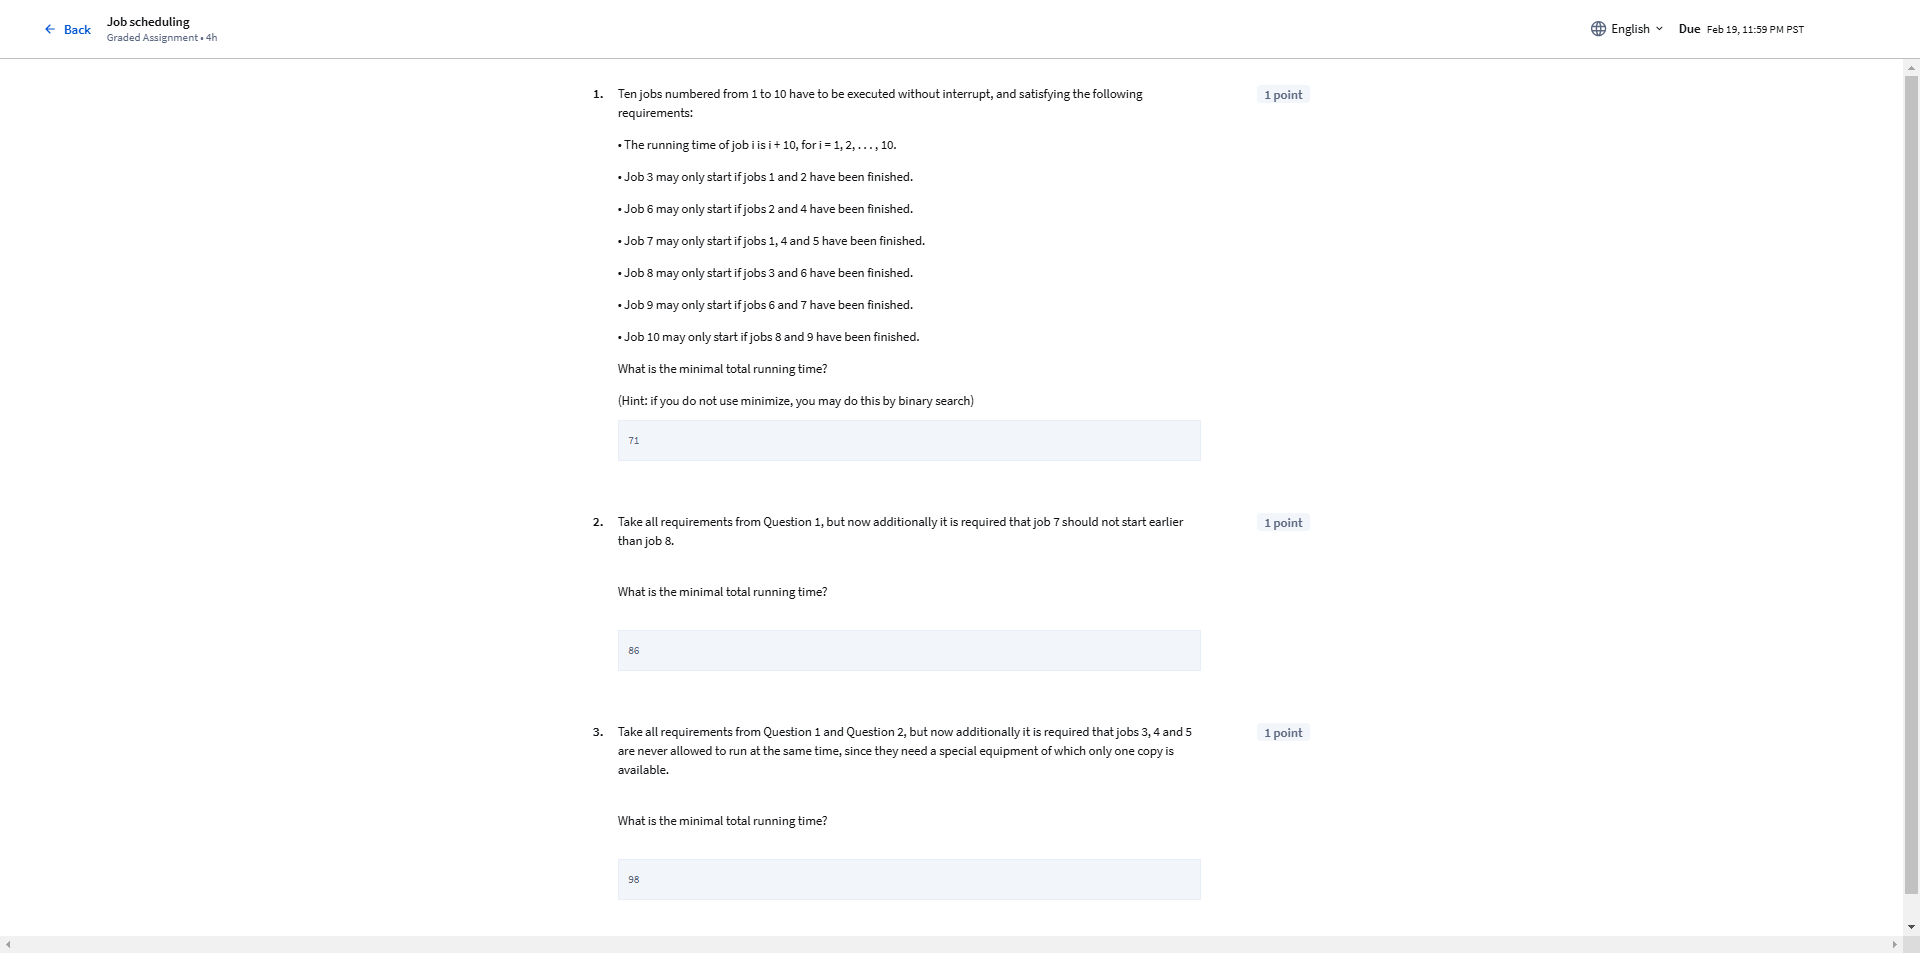 Back
Job scheduling
Graded Assignment • 4h
English
Due Feb 19, 11:59 PM PST
1. Ten jobs numbered from 1 to 10 have to be executed without interrupt, and satisfying the following
requirements:
1 point
• The running time of job i is i + 10, for i = 1, 2, . . . , 10.
• Job 3 may only start if jobs 1 and 2 have been finished.
• Job 6 may only start if jobs 2 and 4 have been finished.
• Job 7 may only start if jobs 1, 4 and 5 have been finished.
• Job 8 may only start if jobs 3 and 6 have been finished.
• Job 9 may only start if jobs 6 and 7 have been finished.
• Job 10 may only start if jobs 8 and 9 have been finished.
What is the minimal total running time?
(Hint: if you do not use minimize, you may do this by binary search)
71
2. Take all requirements from Question 1, but now additionally it is required that job 7 should not start earlier
than job 8.
1 point
What is the minimal total running time?
86
3. Take all requirements from Question 1 and Question 2, but now additionally it is required that jobs 3, 4 and 5
are never allowed to run at the same time, since they need a special equipment of which only one copy is
available.
1 point
What is the minimal total running time?
98